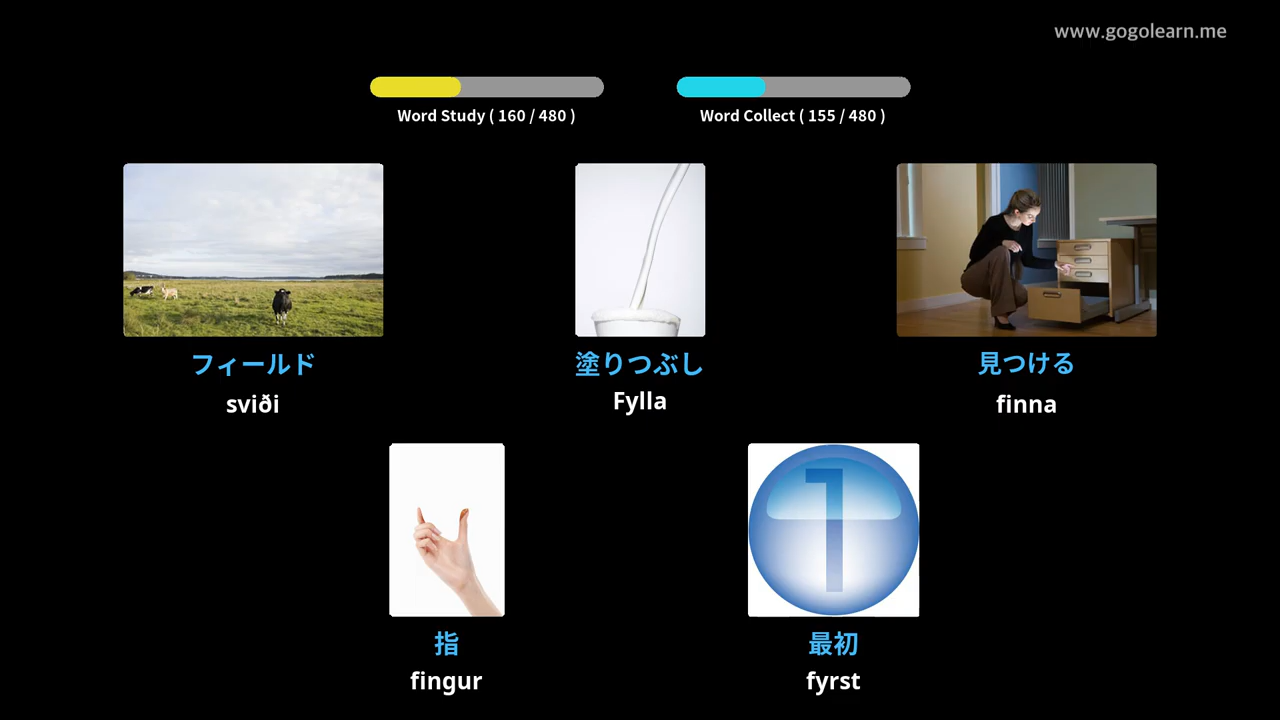 www.gogolearn.me
Word Study ( 160 / 480 )
Word Collect ( 155 / 480 )
フィールド
sviði
塗りつぶし
Fylla
見つける
finna
指
fingur
1
最初
fyrst